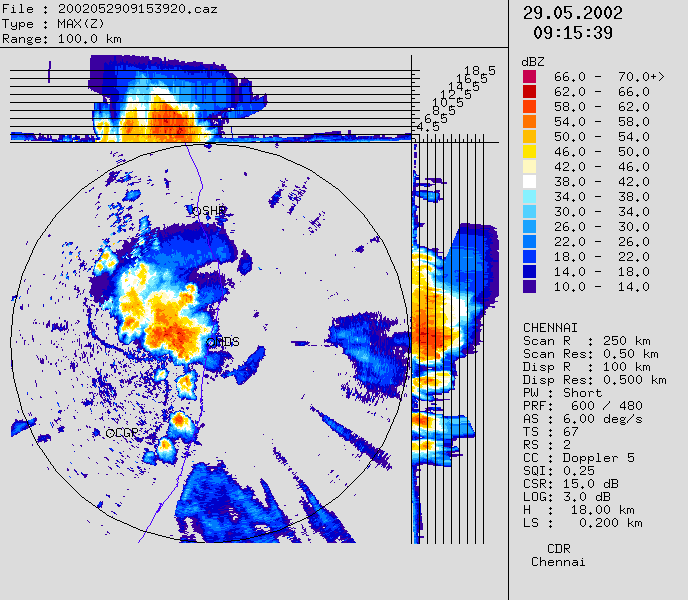 File : 2002052909153920.caz
Type : MAX(Z)
Range: 100.0 km
29.05.2002
09:15:39
18.5
16.5
14.5
12.5
10.5
8.5
6.5
4.5
dBZ
66.0 - 70.0+>
62.0 - 66.0
58.0 - 62.0
54.0 - 58.0
50.0 - 54.0
46.0 - 50.0
42.0 - 46.0
38.0 - 42.0
34.0 - 38.0
30.0 - 34.0
26.0 - 30.0
22.0 - 26.0
18.0 - 22.0
14.0 - 18.0
10.0 - 14.0
SHR
MDS
CGP
CHENNAI
Scan R : 250 km
Scan Res: 0.50 km
Disp R : 100 km
Disp Res: 0.500 km
PW : Short
PRF: 600 / 480
AS : 6.00 deg/s
TS : 67
RS : 2
CC : Doppler 5
SQI: 0.25
CSR: 15.0 dB
LOG: 3.0 dB
H : 18.00 km
LS : 0.200 km
CDR
Chennai